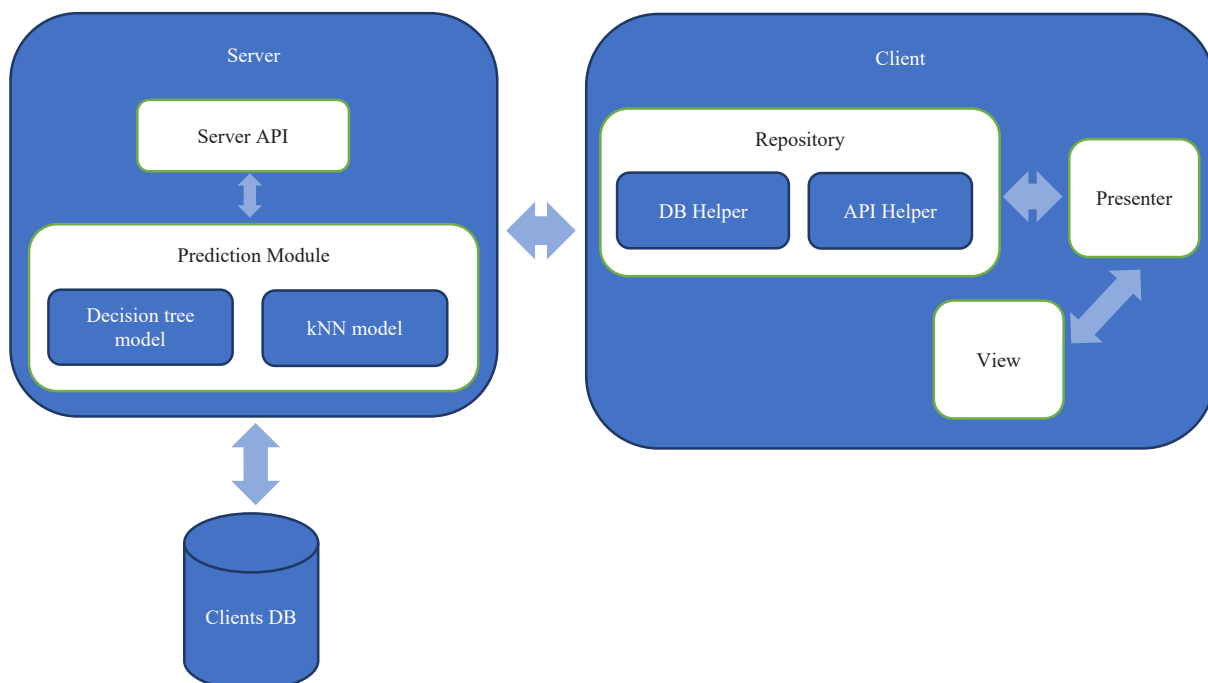 Server
Server API
Prediction Module
Decision tree
model
kNN model
Clients DB
Client
Repository
DB Helper
API Helper
Presenter
View